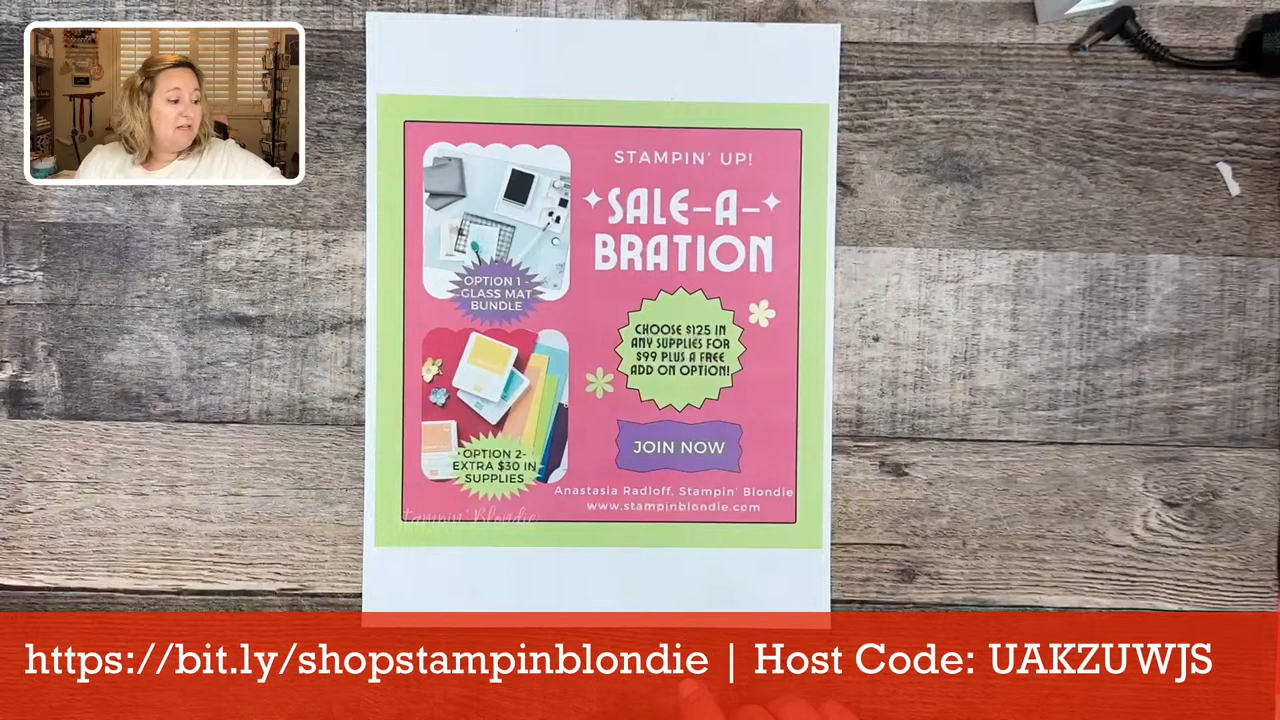 STAMPIN' UP!
SALE-A-
BRATION
OPTION 1 -
GLASS MAT
BUNDLE
CHOOSE $125 IN
ANY SUPPLIES FOR
$99 PLUS A FREE
ADD ON OPTION!
OPTION 2-
EXTRA $30 IN
SUPPLIES
JOIN NOW
Anastasia Radloff, Stampin' Blondie
www.stampinblondie.com
Stampin' Blondie
https://bit.ly/shopstampinblondie | Host Code: UAKZUWJS